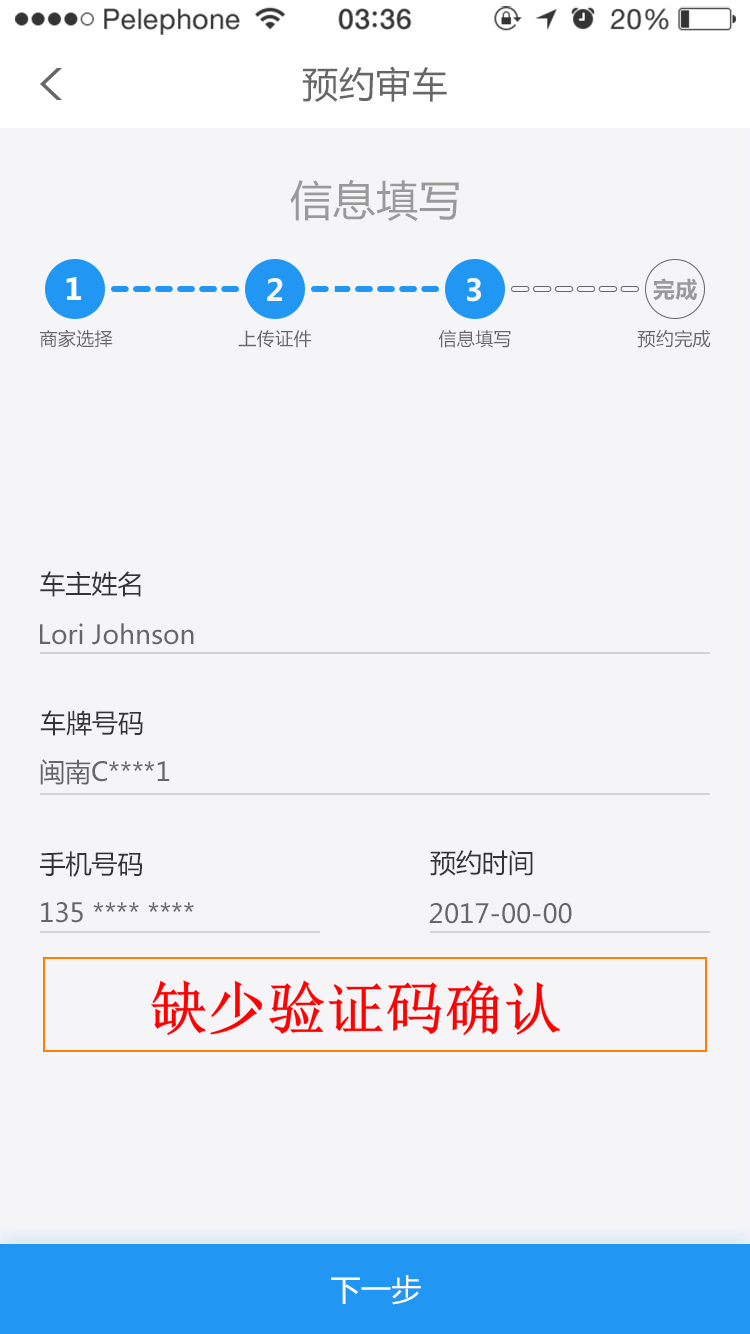 Pelephone 03:36 20%
预约审车
信息填写
1 2 3 完成
商家选择 上传证件 信息填写 预约完成
车主姓名
Lori Johnson
车牌号码
闽南C****1
手机号码 预约时间
135 **** **** 2017-00-00
缺少验证码确认
下一步